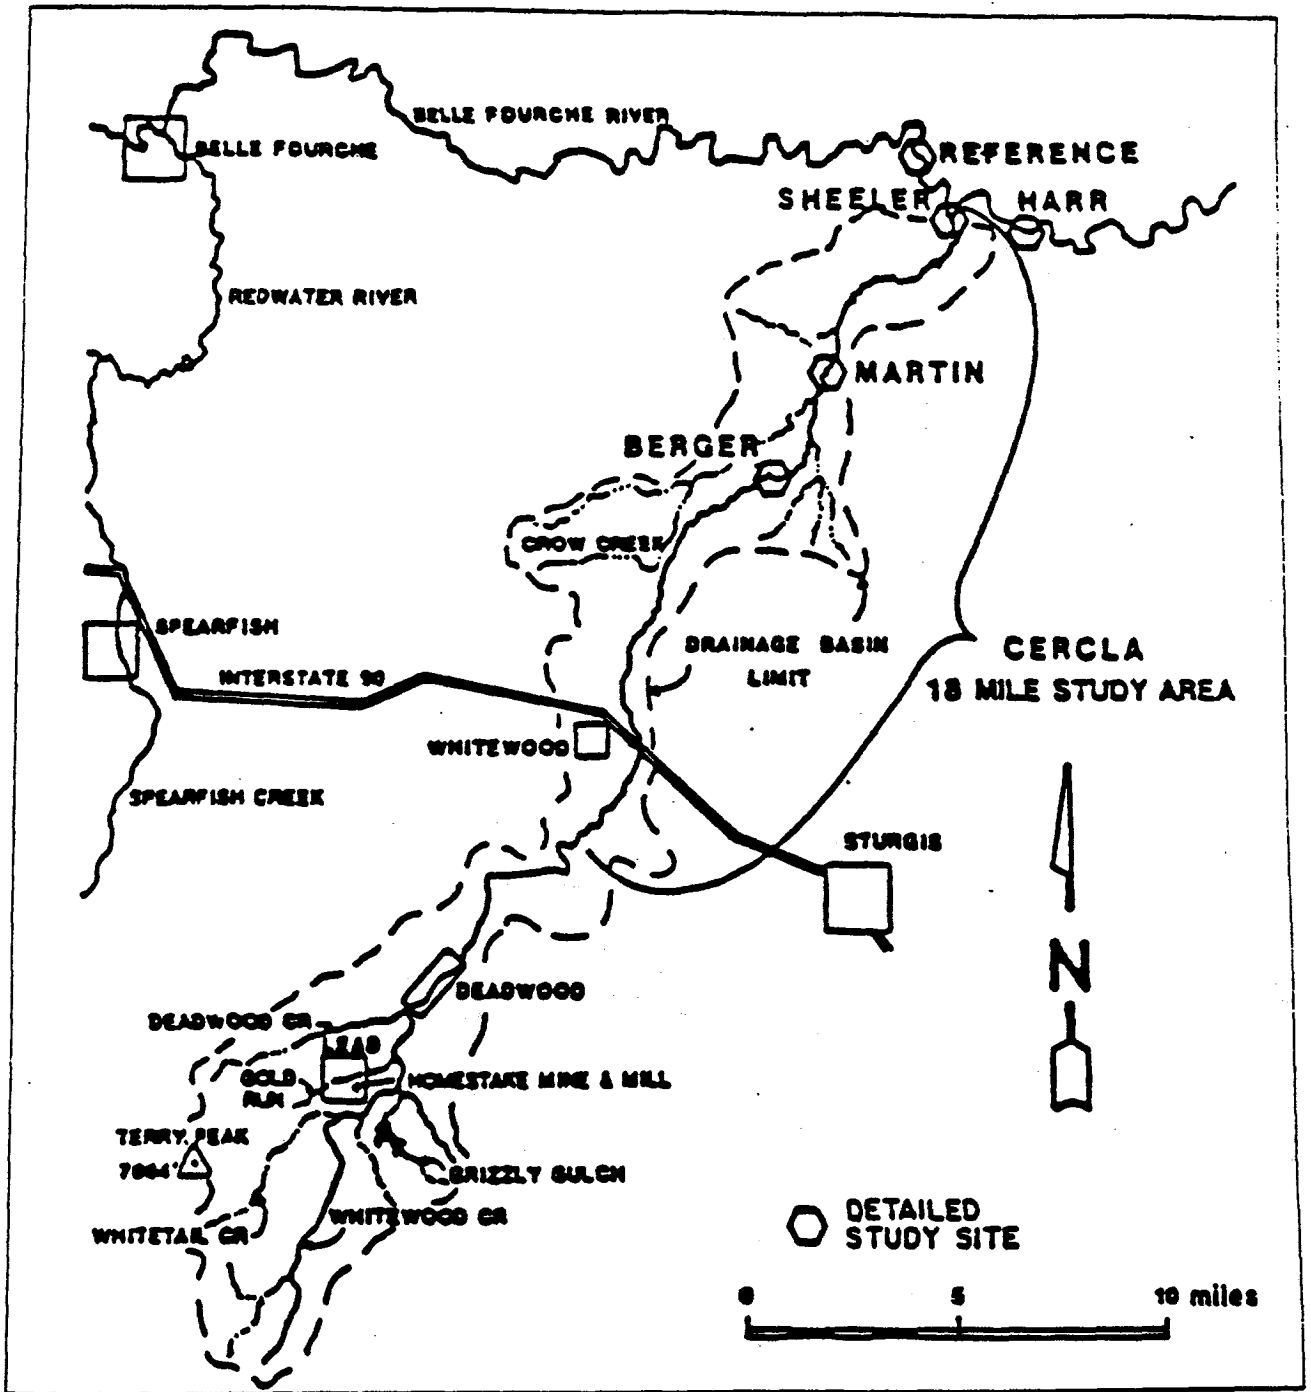 BELLE FOURCHE RIVER
BELLE FOURCHE
REFERENCE
SHEELER
HARR
REDWATER RIVER
MARTIN
BERGER
CROW CREEK
SPEARFISH
DRAINAGE BASIN
LIMIT
CERCLA
18 MILE STUDY AREA
INTERSTATE 90
WHITEWOOD
SPEARFISH CREEK
STURGIS
N
DEADWOOD
DEADWOOD CR
LEAD
GOLD
RUN
HOMESTAKE MINE & MILL
TERRY PEAK
GRIZZLY GULCH
WHITEWOOD CR
WHITETAIL CR
DETAILED
STUDY SITE
0 5 10 miles